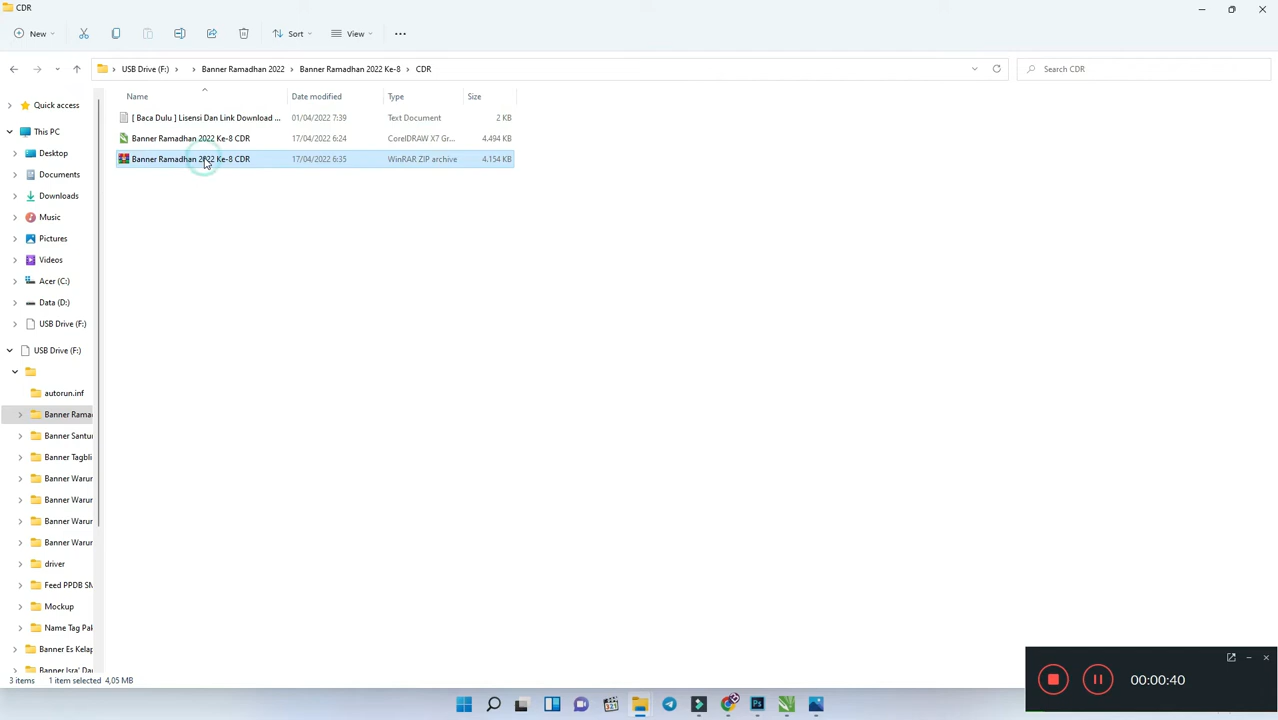 CDR
New
Sort
View
USB Drive (F:)
Banner Ramadhan 2022
Banner Ramadhan 2022 Ke-8
CDR
Search CDR
Name
Date modified
Type
Size
[ Baca Dulu ] Lisensi Dan Link Download ...
01/04/2022 7:39
Text Document
2 KB
Banner Ramadhan 2022 Ke-8 CDR
17/04/2022 6:24
CorelDRAW X7 Gr...
4.494 KB
Banner Ramadhan 2022 Ke-8 CDR
17/04/2022 6:35
WinRAR ZIP archive
4.154 KB
Quick access
This PC
Desktop
Documents
Downloads
Music
Pictures
Videos
Acer (C:)
Data (D:)
USB Drive (F:)
USB Drive (F:)
autorun.inf
Banner Rama
Banner Santu
Banner Tagbli
Banner Warur
Banner Warur
Banner Warur
Banner Warur
driver
Feed PPDB SM
Mockup
Name Tag Pak
Banner Es Kelap
Banner Isra' Dan
3 items
1 item selected 4,05 MB
00:00:40
321